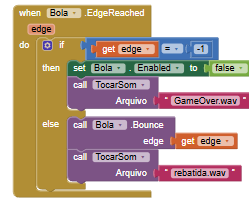 when Bola .EdgeReached
edge
do if get edge = -1
then set Bola . Enabled to false
call TocarSom
Arquivo " GameOver.wav "
else call Bola .Bounce
edge get edge
call TocarSom
Arquivo " rebatida.wav "